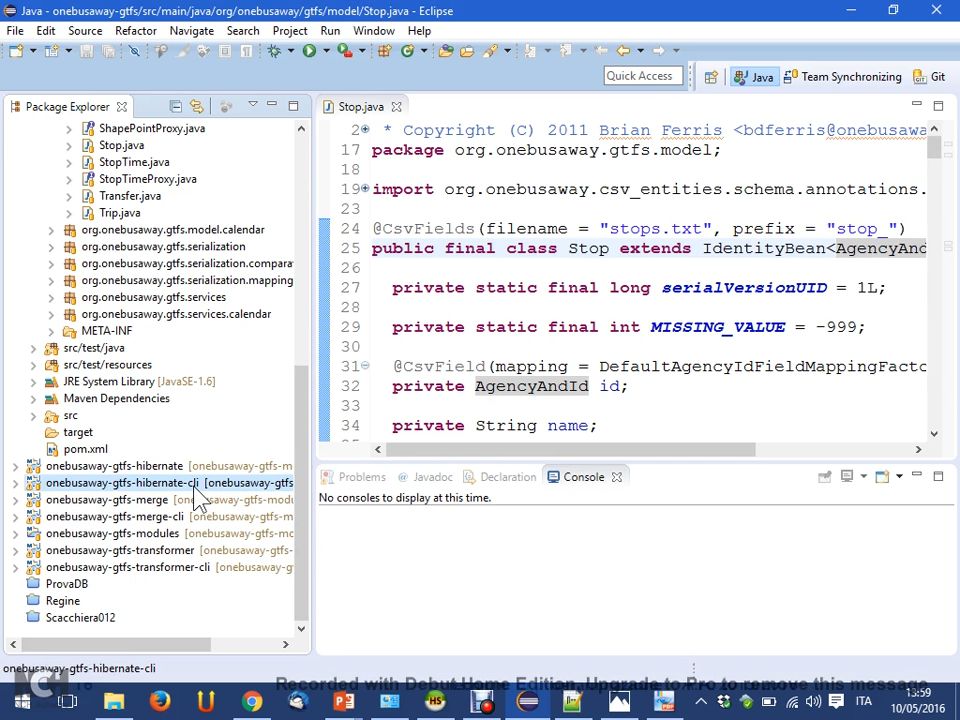 Java - onebusaway-gtfs/src/main/java/org/onebusaway/gtfs/model/Stop.java - Eclipse
File Edit Source Refactor Navigate Search Project Run Window Help
Quick Access
Java
Team Synchronizing
Git
Package Explorer
ShapePointProxy.java
Stop.java
StopTime.java
StopTimeProxy.java
Transfer.java
Trip.java
org.onebusaway.gtfs.model.calendar
org.onebusaway.gtfs.serialization
org.onebusaway.gtfs.serialization.compara
org.onebusaway.gtfs.serialization.mapping
org.onebusaway.gtfs.services
org.onebusaway.gtfs.services.calendar
META-INF
src/test/java
src/test/resources
JRE System Library [JavaSE-1.6]
Maven Dependencies
src
target
pom.xml
onebusaway-gtfs-hibernate [onebusaway-gtfs-m
onebusaway-gtfs-hibernate-cli [onebusaway-gtfs
onebusaway-gtfs-merge [onebusaway-gtfs-modu
onebusaway-gtfs-merge-cli [onebusaway-gtfs-m
onebusaway-gtfs-modules [onebusaway-gtfs-mo
onebusaway-gtfs-transformer [onebusaway-gtfs-
onebusaway-gtfs-transformer-cli [onebusaway-g
ProvaDB
Regine
Scacchiera012
Stop.java
2 * Copyright (C) 2011 Brian Ferris <bdferris@onebusawa
17 package org.onebusaway.gtfs.model;
18
19 import org.onebusaway.csv_entities.schema.annotations.
23
24 @CsvFields(filename = "stops.txt", prefix = "stop_")
25 public final class Stop extends IdentityBean<AgencyAnd
26
27 private static final long serialVersionUID = 1L;
28
29 private static final int MISSING_VALUE = -999;
30
31 @CsvField(mapping = DefaultAgencyIdFieldMappingFacto
32 private AgencyAndId id;
33
34 private String name;
Problems
Javadoc
Declaration
Console
No consoles to display at this time.
onebusaway-gtfs-hibernate-cli
Recorded with Debut Home Edition. Upgrade to Pro to remove this message
ITA
13:59
10/05/2016